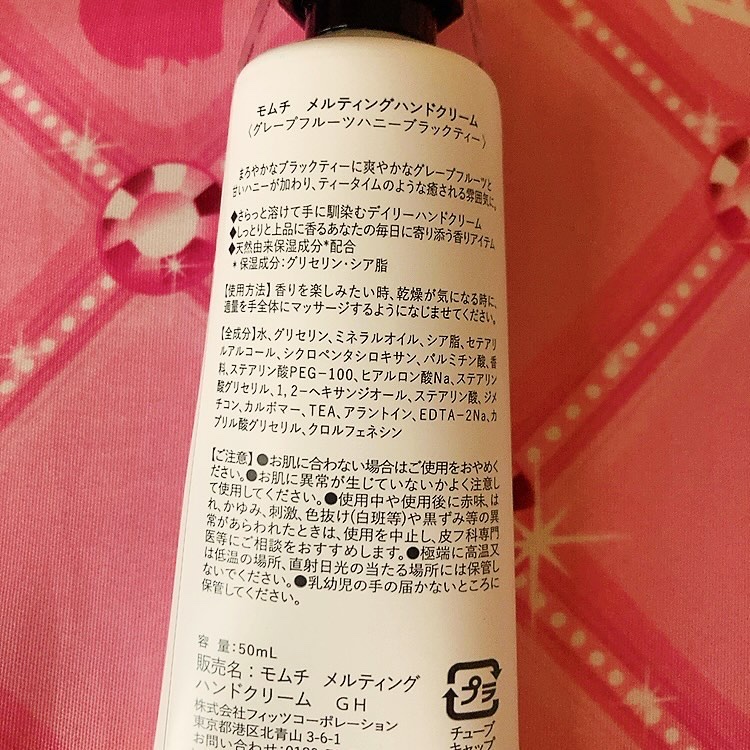 モムチ　メルティングハンドクリーム
〈グレープフルーツハニーブラックティー〉
まろやかなブラックティーに爽やかなグレープフルーツと
甘いハニーが加わり、ティータイムのような癒される雰囲気に。
◆さらっと溶けて手に馴染むデイリーハンドクリーム
◆しっとりと上品に香るあなたの毎日に寄り添う香りアイテム
◆天然由来保湿成分*配合
*保湿成分：グリセリン・シア脂
【使用方法】香りを楽しみたい時、乾燥が気になる時に、
適量を手全体にマッサージするようになじませてください。
【全成分】水、グリセリン、ミネラルオイル、シア脂、セテアリ
ルアルコール、シクロペンタシロキサン、パルミチン酸、香
料、ステアリン酸PEG-100、ヒアルロン酸Na、ステアリン
酸グリセリル、1,2-ヘキサンジオール、ステアリン酸、ジメ
チコン、カルボマー、TEA、アラントイン、EDTA-2Na、カ
プリル酸グリセリル、クロルフェネシン
【ご注意】●お肌に合わない場合はご使用をおやめく
ださい。●お肌に異常が生じていないかよく注意し
て使用してください。●使用中や使用後に赤味、は
れ、かゆみ、刺激、色抜け(白斑等)や黒ずみ等の異
常があらわれたときは、使用を中止し、皮フ科専門
医等にご相談をおすすめします。●極端に高温又
は低温の場所、直射日光の当たる場所には保管し
ないでください。●乳幼児の手の届かないところに
保管してください。
容 量：50mL
販売名：モムチ　メルティング
ハンドクリーム　GH
株式会社フィッツコーポレーション
東京都港区北青山 3-6-1
お問い合わせ：0120
プラ
チューブ
キャップ